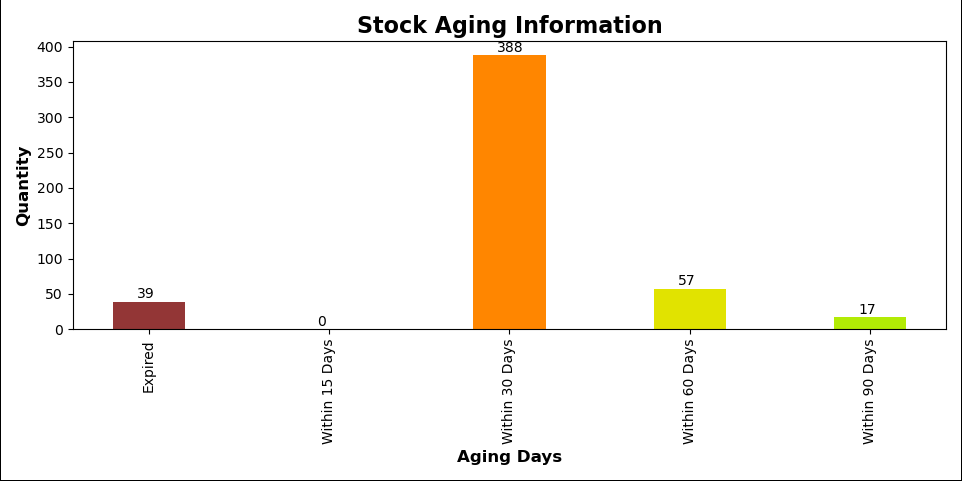 Stock Aging Information
Quantity
400
350
300
250
200
150
100
50
0
39
0
388
57
17
Expired
Within 15 Days
Within 30 Days
Within 60 Days
Within 90 Days
Aging Days